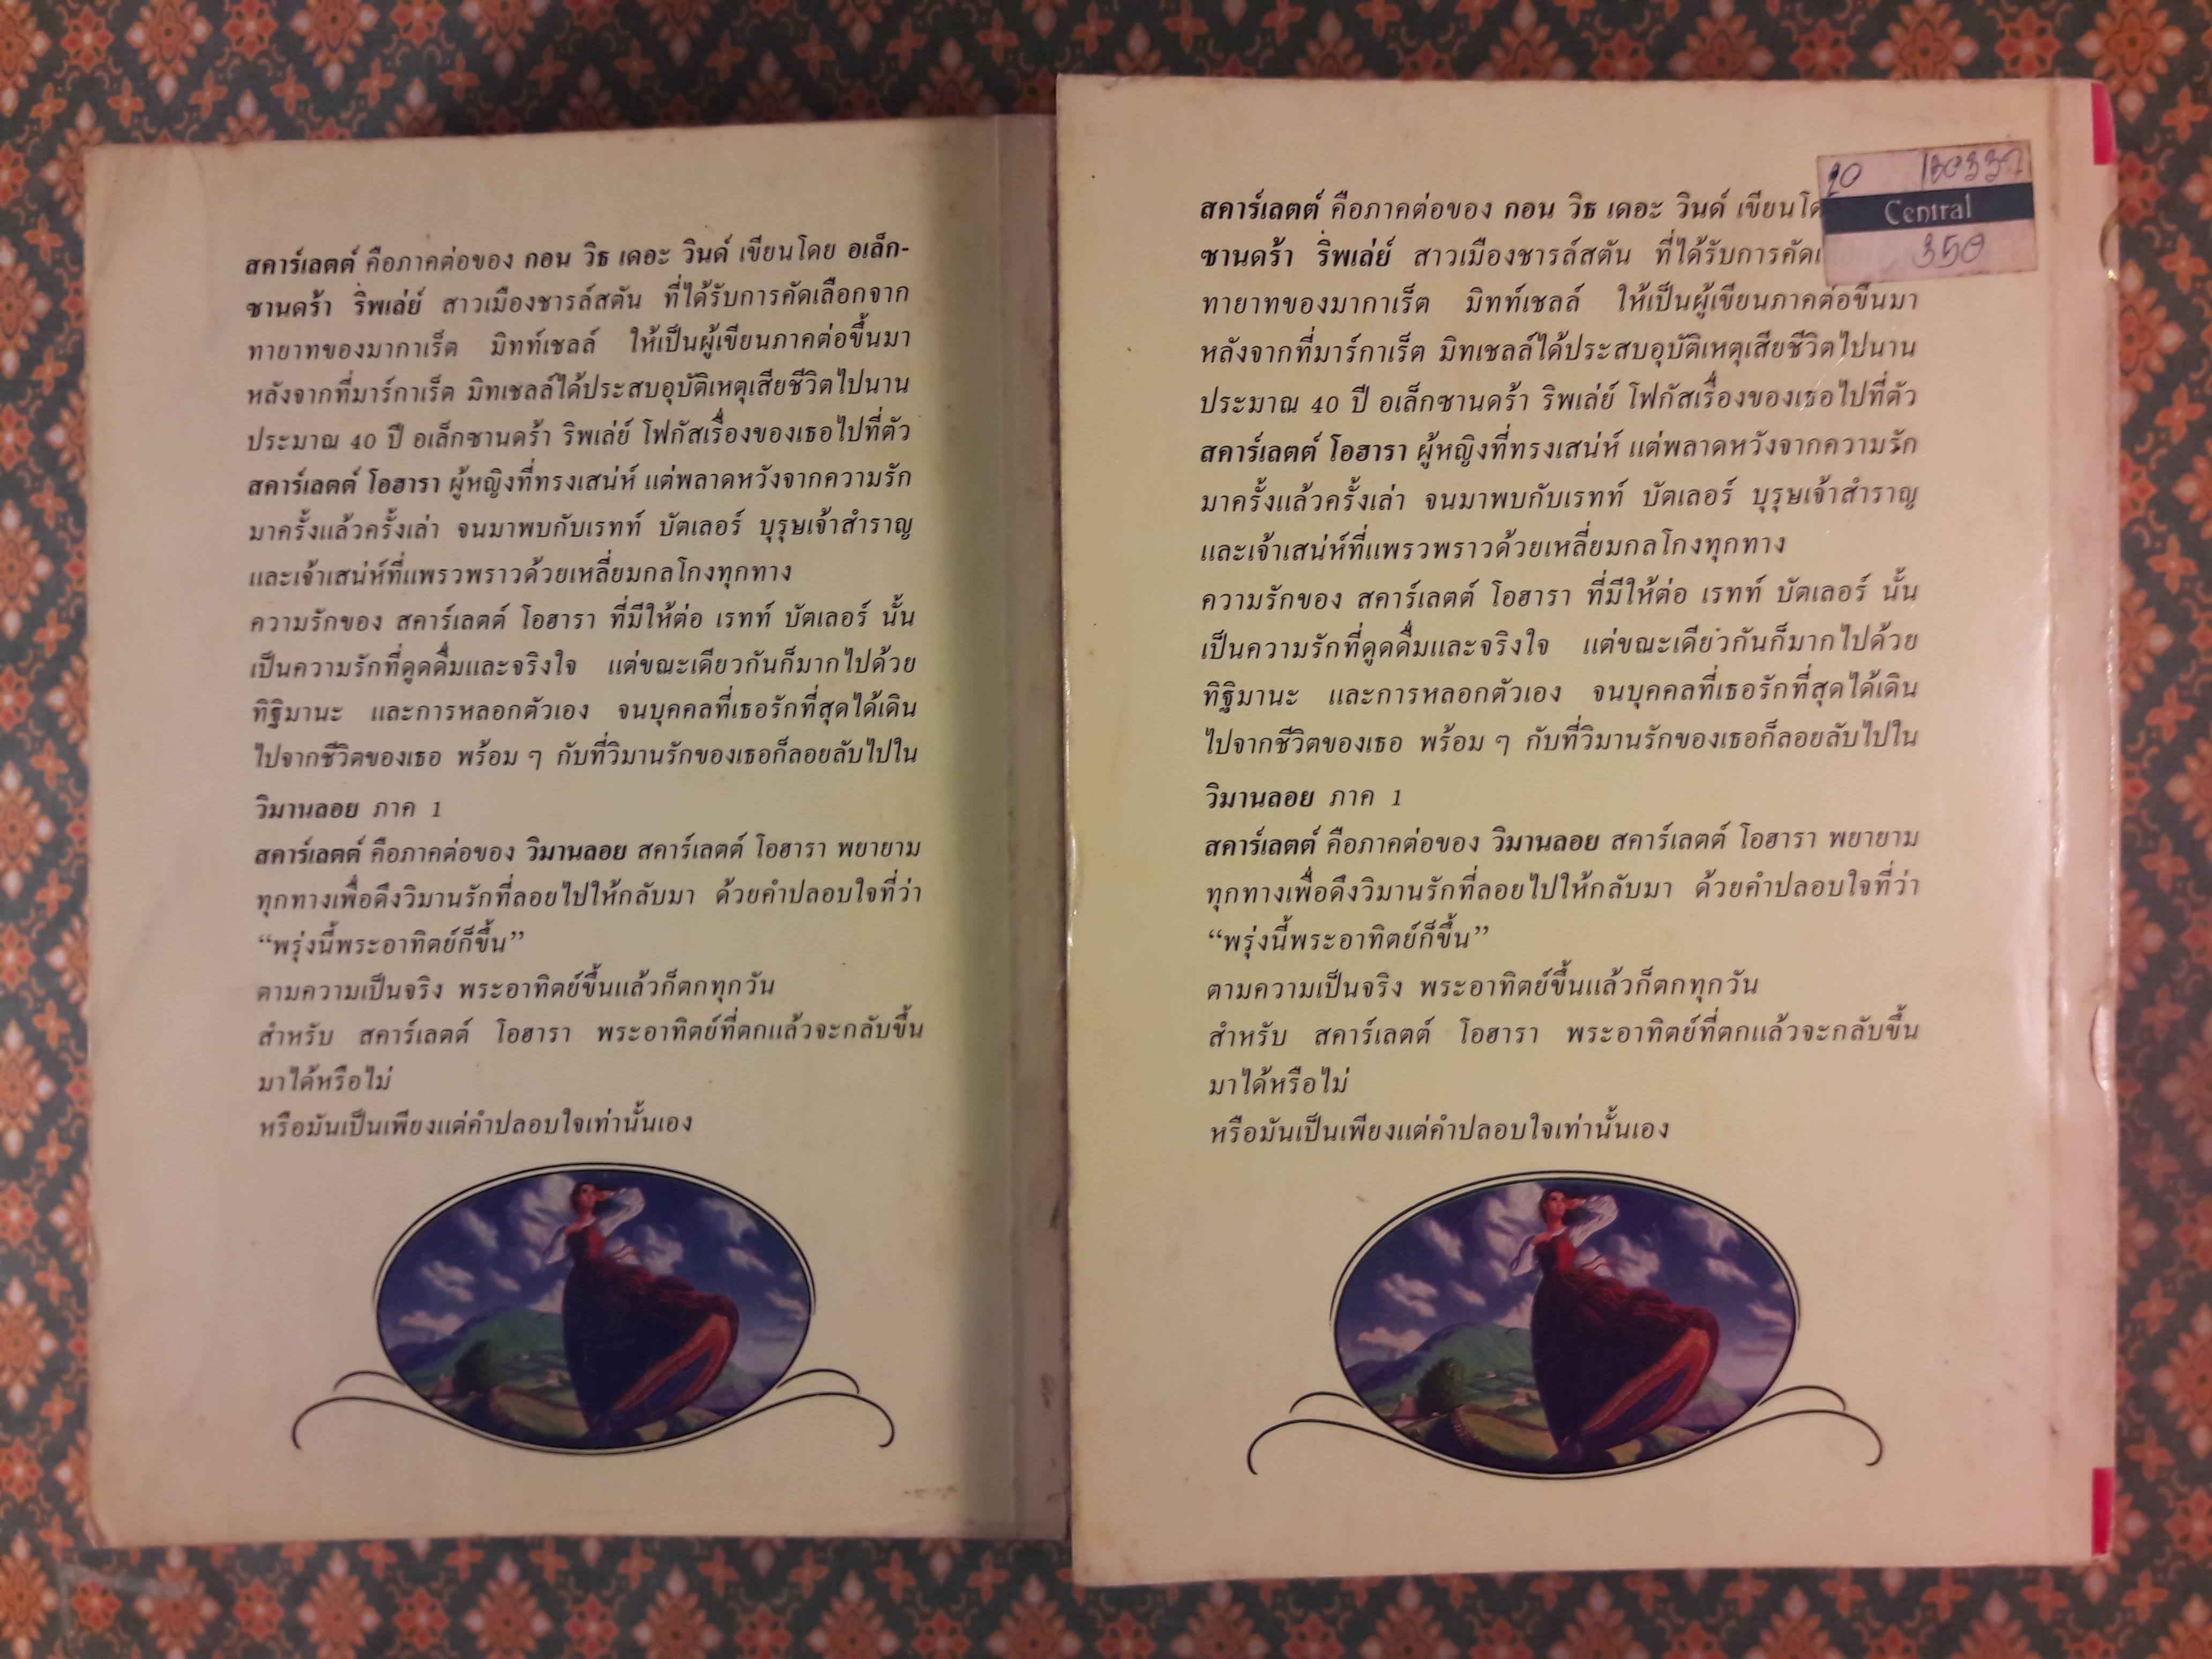 สคาร์เลตต์ คือภาคต่อของ กอน วิธ เดอะ วินด์ เขียนโดย อเล็ก-
ซานดร้า ริพเล่ย์ สาวเมืองชารล์สตัน ที่ได้รับการคัดเลือกจาก
ทายาทของมากาเร็ต มิทท์เชลล์ ให้เป็นผู้เขียนภาคต่อขึ้นมา
หลังจากที่มาร์กาเร็ต มิทเชลล์ได้ประสบอุบัติเหตุเสียชีวิตไปนาน
ประมาณ 40 ปี อเล็กซานดร้า ริพเล่ย์ โฟกัสเรื่องของเธอไปที่ตัว
สคาร์เลตต์ โอฮารา ผู้หญิงที่ทรงเสน่ห์ แต่พลาดหวังจากความรัก
มาครั้งแล้วครั้งเล่า จนมาพบกับเรทท์ บัตเลอร์ บุรุษเจ้าสำราญ
และเจ้าเสน่ห์ที่แพรวพราวด้วยเหลี่ยมกลโกงทุกทาง
ความรักของ สคาร์เลตต์ โอฮารา ที่มีให้ต่อ เรทท์ บัตเลอร์ นั้น
เป็นความรักที่ดูดดื่มและจริงใจ แต่ขณะเดียวกันก็มากไปด้วย
ทิฐิมานะ และการหลอกตัวเอง จนบุคคลที่เธอรักที่สุดได้เดิน
ไปจากชีวิตของเธอ พร้อม ๆ กับที่วิมานรักของเธอก็ลอยลับไปใน
วิมานลอย ภาค 1
สคาร์เลตต์ คือภาคต่อของ วิมานลอย สคาร์เลตต์ โอฮารา พยายาม
ทุกทางเพื่อดึงวิมานรักที่ลอยไปให้กลับมา ด้วยคำปลอบใจที่ว่า
“พรุ่งนี้พระอาทิตย์ก็ขึ้น”
ตามความเป็นจริง พระอาทิตย์ขึ้นแล้วก็ตกทุกวัน
สำหรับ สคาร์เลตต์ โอฮารา พระอาทิตย์ที่ตกแล้วจะกลับขึ้น
มาได้หรือไม่
หรือมันเป็นเพียงแต่คำปลอบใจเท่านั้นเอง
Central
350
สคาร์เลตต์ คือภาคต่อของ กอน วิธ เดอะ วินด์
ซานดร้า ริพเล่ย์ สาวเมืองชารล์สตัน ที่ได้รับการ
ทายาทของมากาเร็ต มิทท์เชลล์ ให้เป็นผู้เขียนภาคต่อขึ้นมา
หลังจากที่มาร์กาเร็ต มิทเชลล์ได้ประสบอุบัติเหตุเสียชีวิตไปนาน
ประมาณ 40 ปี อเล็กซานดร้า ริพเล่ย์ โฟกัสเรื่องของเธอไปที่ตัว
สคาร์เลตต์ โอฮารา ผู้หญิงที่ทรงเสน่ห์ แต่พลาดหวังจากความรัก
มาครั้งแล้วครั้งเล่า จนมาพบกับเรทท์ บัตเลอร์ บุรุษเจ้าสำราญ
และเจ้าเสน่ห์ที่แพรวพราวด้วยเหลี่ยมกลโกงทุกทาง
ความรักของ สคาร์เลตต์ โอฮารา ที่มีให้ต่อ เรทท์ บัตเลอร์ นั้น
เป็นความรักที่ดูดดื่มและจริงใจ แต่ขณะเดียวกันก็มากไปด้วย
ทิฐิมานะ และการหลอกตัวเอง จนบุคคลที่เธอรักที่สุดได้เดิน
ไปจากชีวิตของเธอ พร้อม ๆ กับที่วิมานรักของเธอก็ลอยลับไปใน
วิมานลอย ภาค 1
สคาร์เลตต์ คือภาคต่อของ วิมานลอย สคาร์เลตต์ โอฮารา พยายาม
ทุกทางเพื่อดึงวิมานรักที่ลอยไปให้กลับมา ด้วยคำปลอบใจที่ว่า
“พรุ่งนี้พระอาทิตย์ก็ขึ้น”
ตามความเป็นจริง พระอาทิตย์ขึ้นแล้วก็ตกทุกวัน
สำหรับ สคาร์เลตต์ โอฮารา พระอาทิตย์ที่ตกแล้วจะกลับขึ้น
มาได้หรือไม่
หรือมันเป็นเพียงแต่คำปลอบใจเท่านั้นเอง